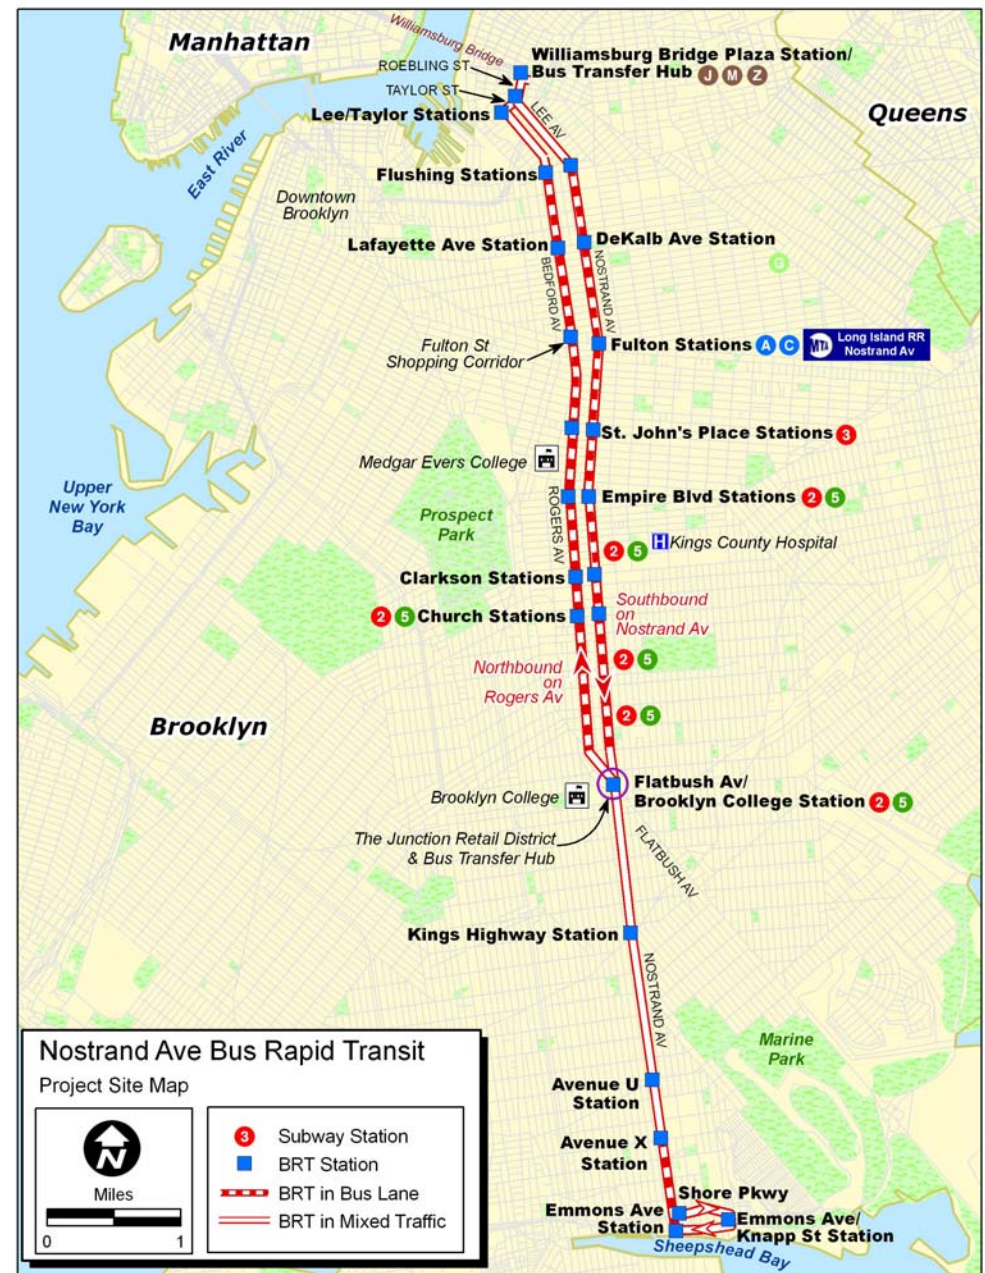 Manhattan
Williamsburg Bridge
ROEBLING ST
TAYLOR ST
Williamsburg Bridge Plaza Station/
Bus Transfer Hub J M Z
Lee/Taylor Stations
LEE AV
Queens
East River
Downtown
Brooklyn
Flushing Stations
Lafayette Ave Station
DeKalb Ave Station
BEDFORD AV
NOSTRAND AV
G
Fulton St
Shopping Corridor
Fulton Stations A C
MTA
Long Island RR
Nostrand Av
St. John's Place Stations 3
Medgar Evers College
Upper
New York
Bay
Prospect
Park
ROGERS AV
Empire Blvd Stations 2 5
2 5 H Kings County Hospital
Clarkson Stations
2 5 Church Stations
Southbound
on
Nostrand Av
2 5
Northbound
on
Rogers Av
2 5
Brooklyn
Brooklyn College
Flatbush Av/
Brooklyn College Station 2 5
The Junction Retail District
& Bus Transfer Hub
FLATBUSH AV
Kings Highway Station
NOSTRAND AV
Marine
Park
Avenue U
Station
Avenue X
Station
Shore Pkwy
Emmons Ave
Station
Emmons Ave/
Knapp St Station
Sheepshead Bay
Nostrand Ave Bus Rapid Transit
Project Site Map
N
Miles
0 1
3 Subway Station
BRT Station
BRT in Bus Lane
BRT in Mixed Traffic